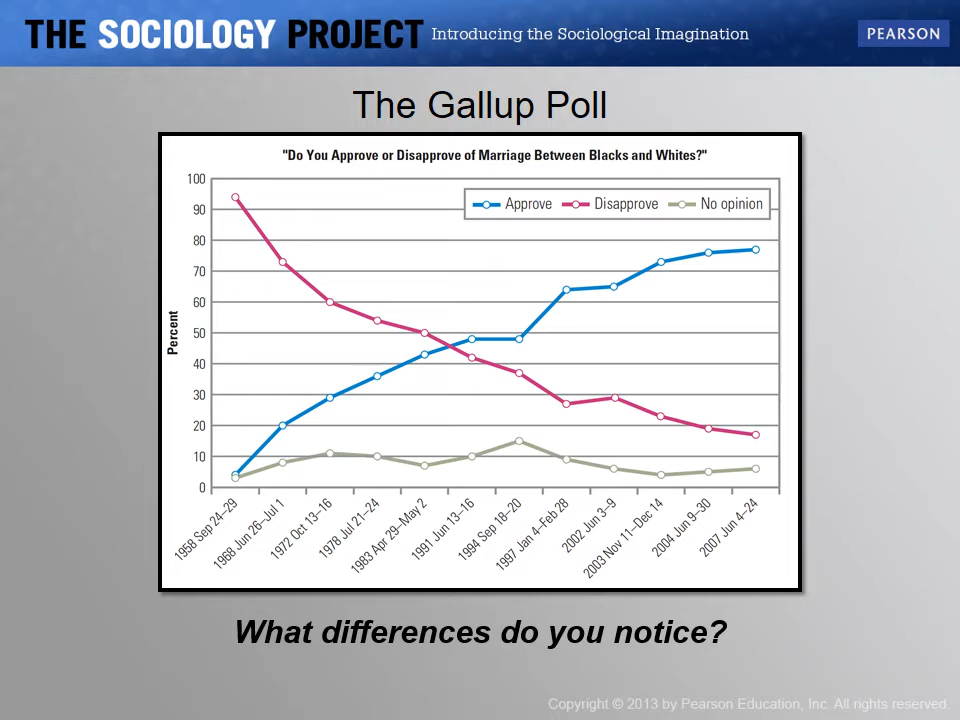 THE SOCIOLOGY PROJECT Introducing the Sociological Imagination PEARSON
The Gallup Poll
"Do You Approve or Disapprove of Marriage Between Blacks and Whites?"
Approve Disapprove No opinion
Percent
100
90
80
70
60
50
40
30
20
10
0
1958 Sep 24–29
1968 Jun 26–Jul 1
1972 Oct 13–16
1978 Jul 21–24
1983 Apr 29–May 2
1991 Jun 13–16
1994 Sep 18–20
1997 Jan 4–Feb 28
2002 Jun 3–9
2003 Nov 11–Dec 14
2004 Jun 9–30
2007 Jun 4–24
What differences do you notice?
Copyright © 2013 by Pearson Education, Inc. All rights reserved.